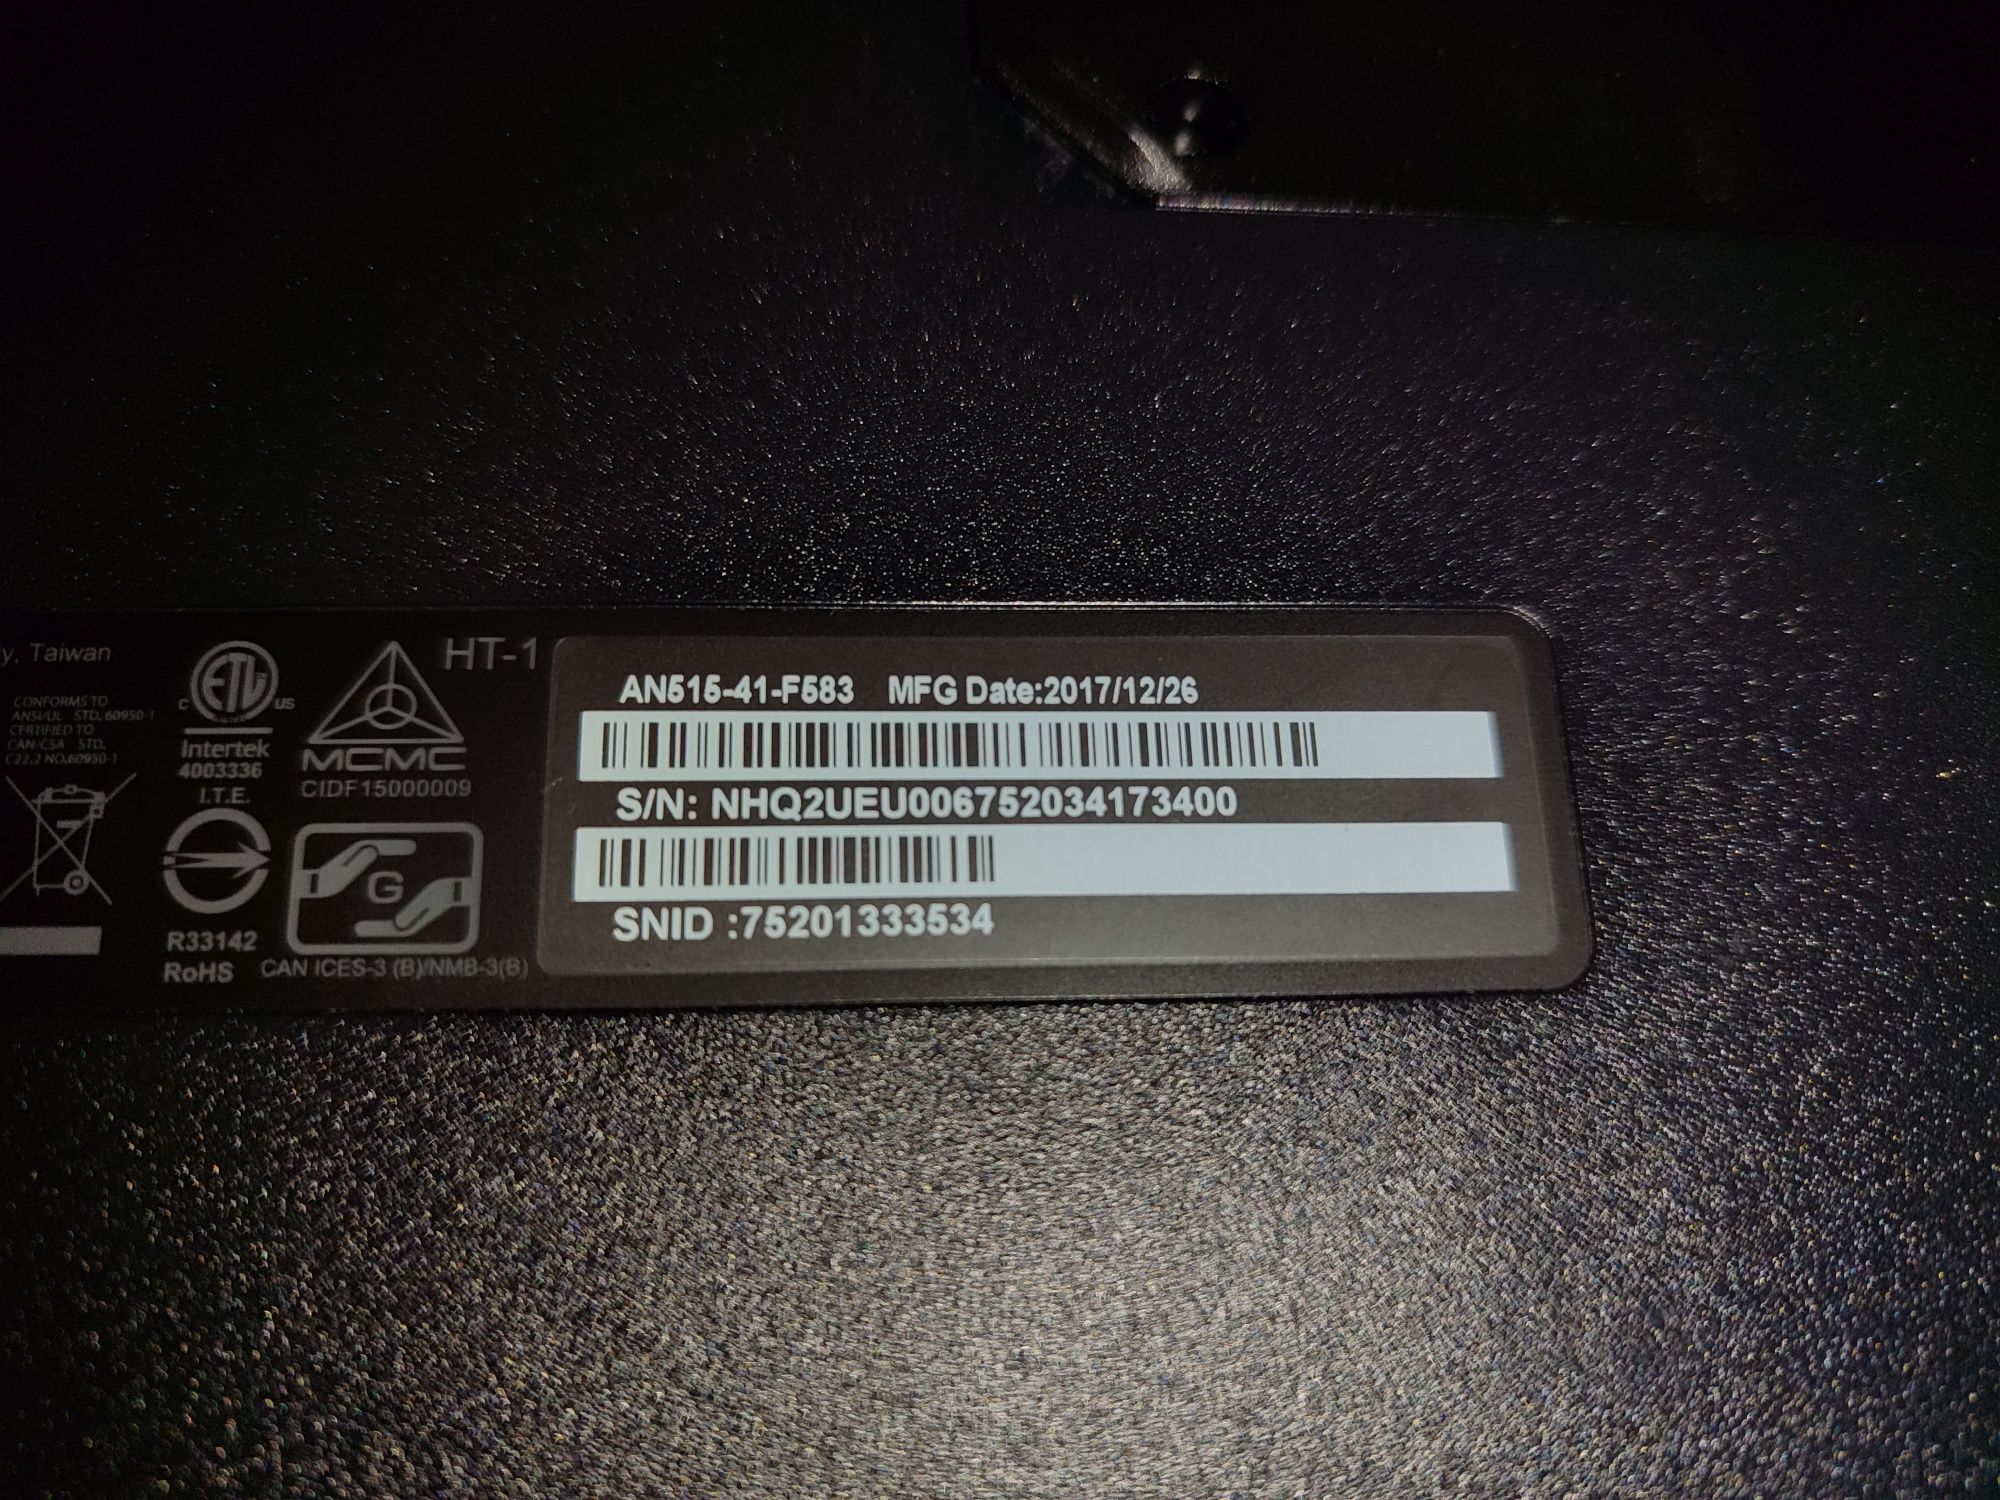 y, Taiwan
CONFORMS TO
ANSI/UL STD. 60950-1
CERTIFIED TO
CAN/CSA STD.
C22.2 NO.60950-1
ETL
C US
Intertek
4003336
I.T.E.
R33142
RoHS
MCMC
CIDF15000009
HT-1
G
CAN ICES-3 (B)/NMB-3(B)
AN515-41-F583 MFG Date:2017/12/26
S/N: NHQ2UEU006752034173400
SNID :75201333534